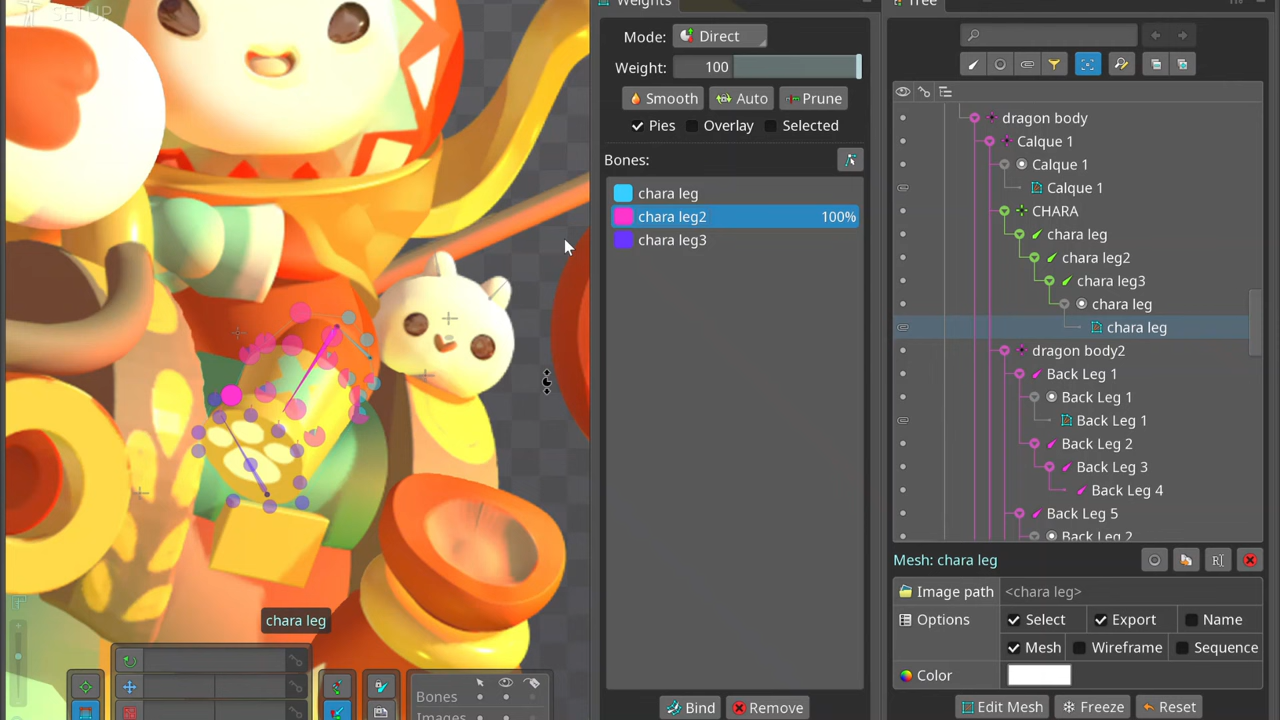 SETUP
Weights
Tree
Mode: Direct
Weight: 100
Smooth Auto Prune
Pies Overlay Selected
Bones:
chara leg
chara leg2 100%
chara leg3
dragon body
Calque 1
Calque 1
Calque 1
CHARA
chara leg
chara leg2
chara leg3
chara leg
chara leg
dragon body2
Back Leg 1
Back Leg 1
Back Leg 1
Back Leg 2
Back Leg 3
Back Leg 4
Back Leg 5
Back Leg 2
Mesh: chara leg
Image path <chara leg>
Options Select Export Name
Mesh Wireframe Sequence
Color
Bind Remove
Edit Mesh Freeze Reset
chara leg
Bones
Images